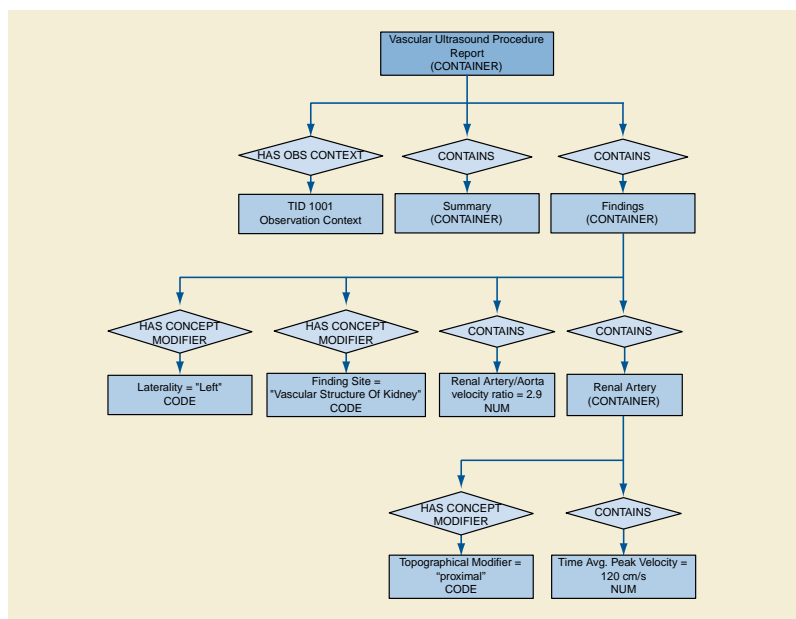 Vascular Ultrasound Procedure
Report
(CONTAINER)
HAS OBS CONTEXT
CONTAINS
CONTAINS
TID 1001
Observation Context
Summary
(CONTAINER)
Findings
(CONTAINER)
HAS CONCEPT
MODIFIER
HAS CONCEPT
MODIFIER
CONTAINS
CONTAINS
Laterality = "Left"
CODE
Finding Site =
"Vascular Structure Of Kidney"
CODE
Renal Artery/Aorta
velocity ratio = 2.9
NUM
Renal Artery
(CONTAINER)
HAS CONCEPT
MODIFIER
CONTAINS
Topographical Modifier =
“proximal”
CODE
Time Avg. Peak Velocity =
120 cm/s
NUM